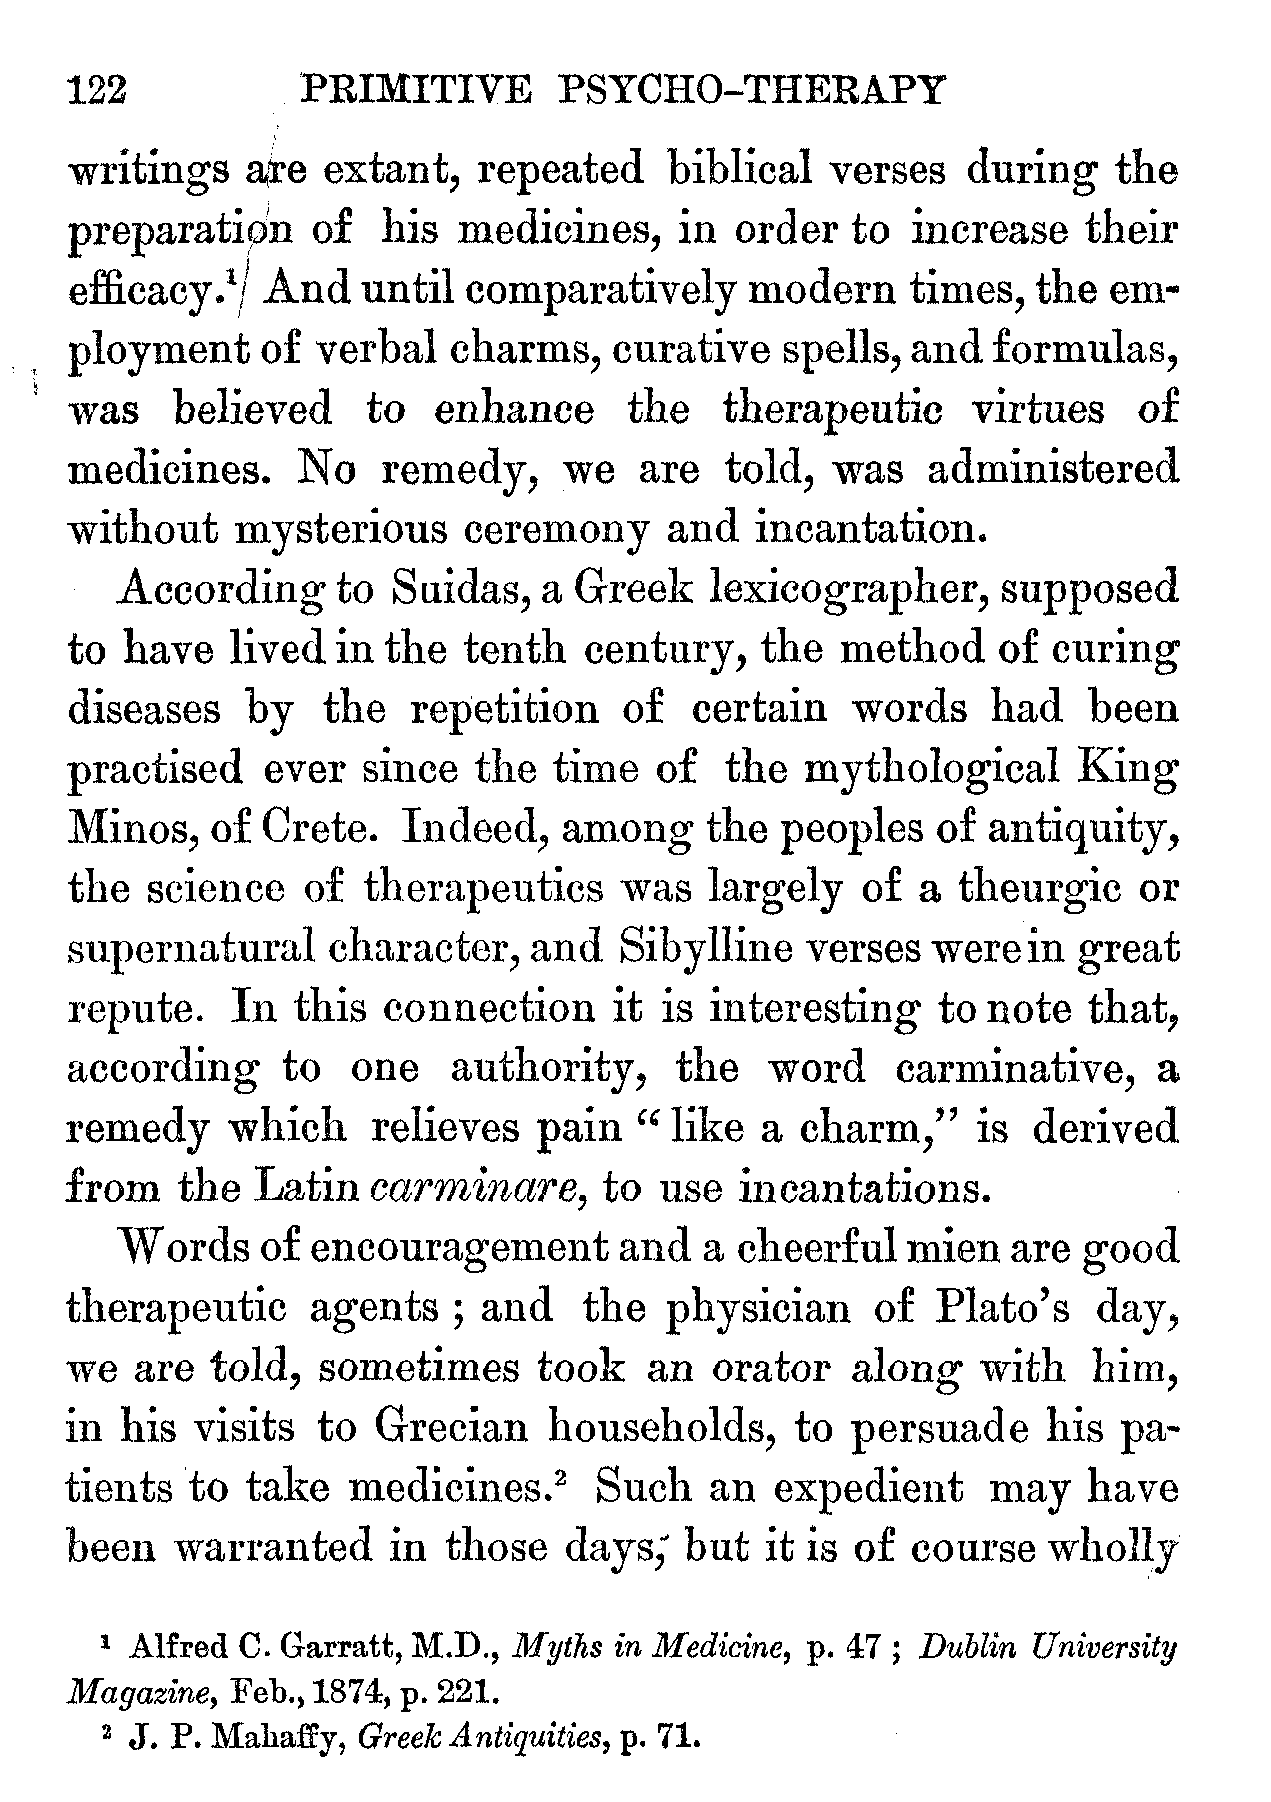 122 PRIMITIVE PSYCHO-THERAPY
writings are extant, repeated biblical verses during the
preparation of his medicines, in order to increase their
efficacy.¹ And until comparatively modern times, the em-
ployment of verbal charms, curative spells, and formulas,
was believed to enhance the therapeutic virtues of
medicines. No remedy, we are told, was administered
without mysterious ceremony and incantation.
According to Suidas, a Greek lexicographer, supposed
to have lived in the tenth century, the method of curing
diseases by the repetition of certain words had been
practised ever since the time of the mythological King
Minos, of Crete. Indeed, among the peoples of antiquity,
the science of therapeutics was largely of a theurgic or
supernatural character, and Sibylline verses were in great
repute. In this connection it is interesting to note that,
according to one authority, the word carminative, a
remedy which relieves pain “like a charm,” is derived
from the Latin carminare, to use incantations.
Words of encouragement and a cheerful mien are good
therapeutic agents ; and the physician of Plato’s day,
we are told, sometimes took an orator along with him,
in his visits to Grecian households, to persuade his pa-
tients to take medicines.² Such an expedient may have
been warranted in those days; but it is of course wholly
¹ Alfred C. Garratt, M.D., Myths in Medicine, p. 47 ; Dublin University
Magazine, Feb., 1874, p. 221.
² J. P. Mahaffy, Greek Antiquities, p. 71.